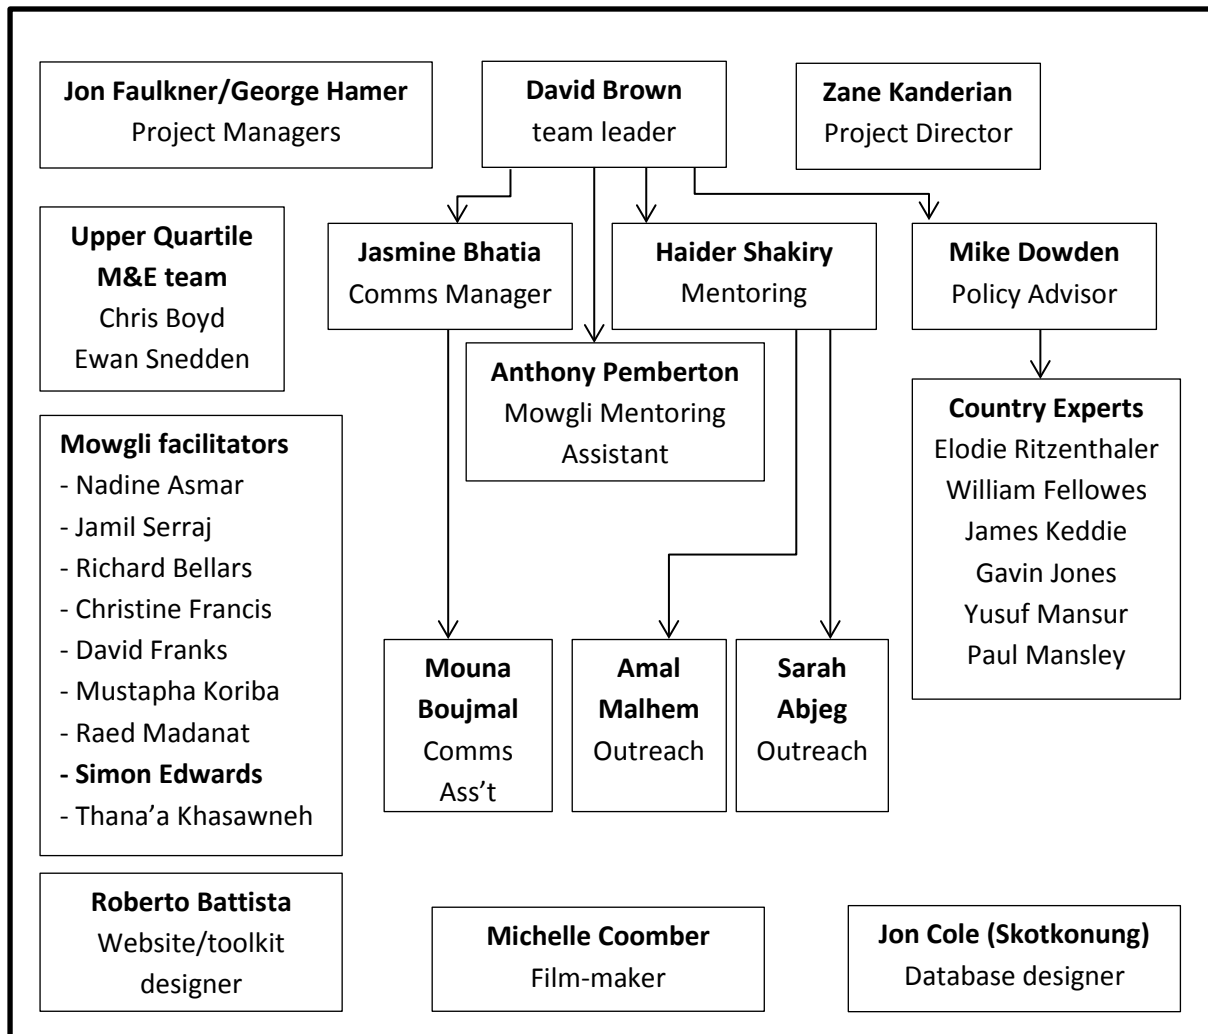 Jon Faulkner/George Hamer
Project Managers
David Brown
team leader
Zane Kanderian
Project Director
Upper Quartile
M&E team
Chris Boyd
Ewan Snedden
Jasmine Bhatia
Comms Manager
Haider Shakiry
Mentoring
Mike Dowden
Policy Advisor
Anthony Pemberton
Mowgli Mentoring
Assistant
Country Experts
Elodie Ritzenthaler
William Fellowes
James Keddie
Gavin Jones
Yusuf Mansur
Paul Mansley
Mowgli facilitators
- Nadine Asmar
- Jamil Serraj
- Richard Bellars
- Christine Francis
- David Franks
- Mustapha Koriba
- Raed Madanat
- Simon Edwards
- Thana’a Khasawneh
Mouna
Boujmal
Comms
Ass’t
Amal
Malhem
Outreach
Sarah
Abjeg
Outreach
Roberto Battista
Website/toolkit
designer
Michelle Coomber
Film-maker
Jon Cole (Skotkonung)
Database designer